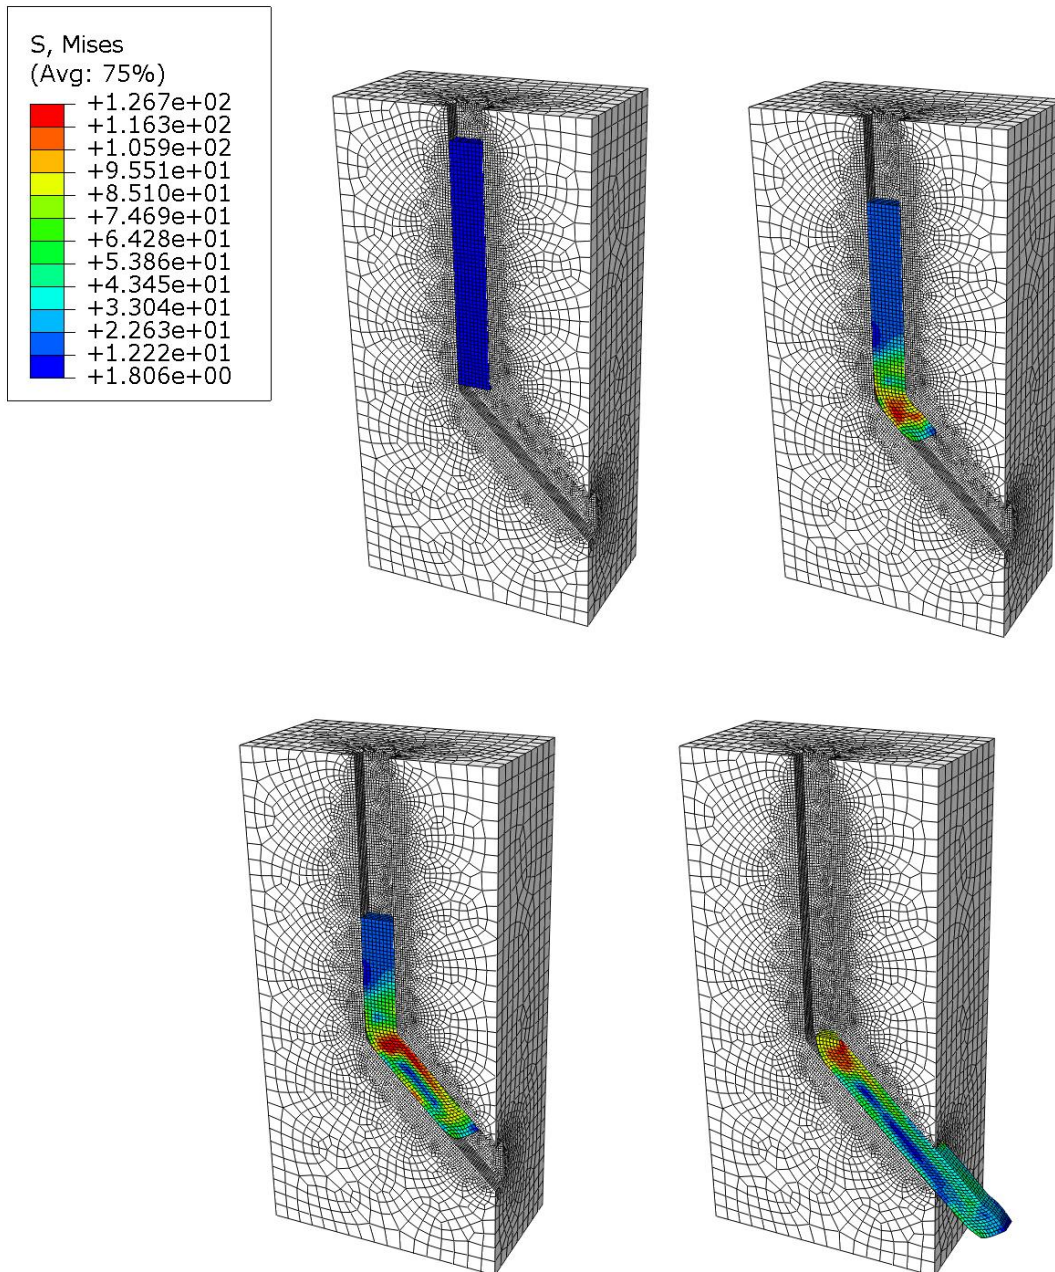 S, Mises
(Avg: 75%)
+1.267e+02
+1.163e+02
+1.059e+02
+9.551e+01
+8.510e+01
+7.469e+01
+6.428e+01
+5.386e+01
+4.345e+01
+3.304e+01
+2.263e+01
+1.222e+01
+1.806e+00